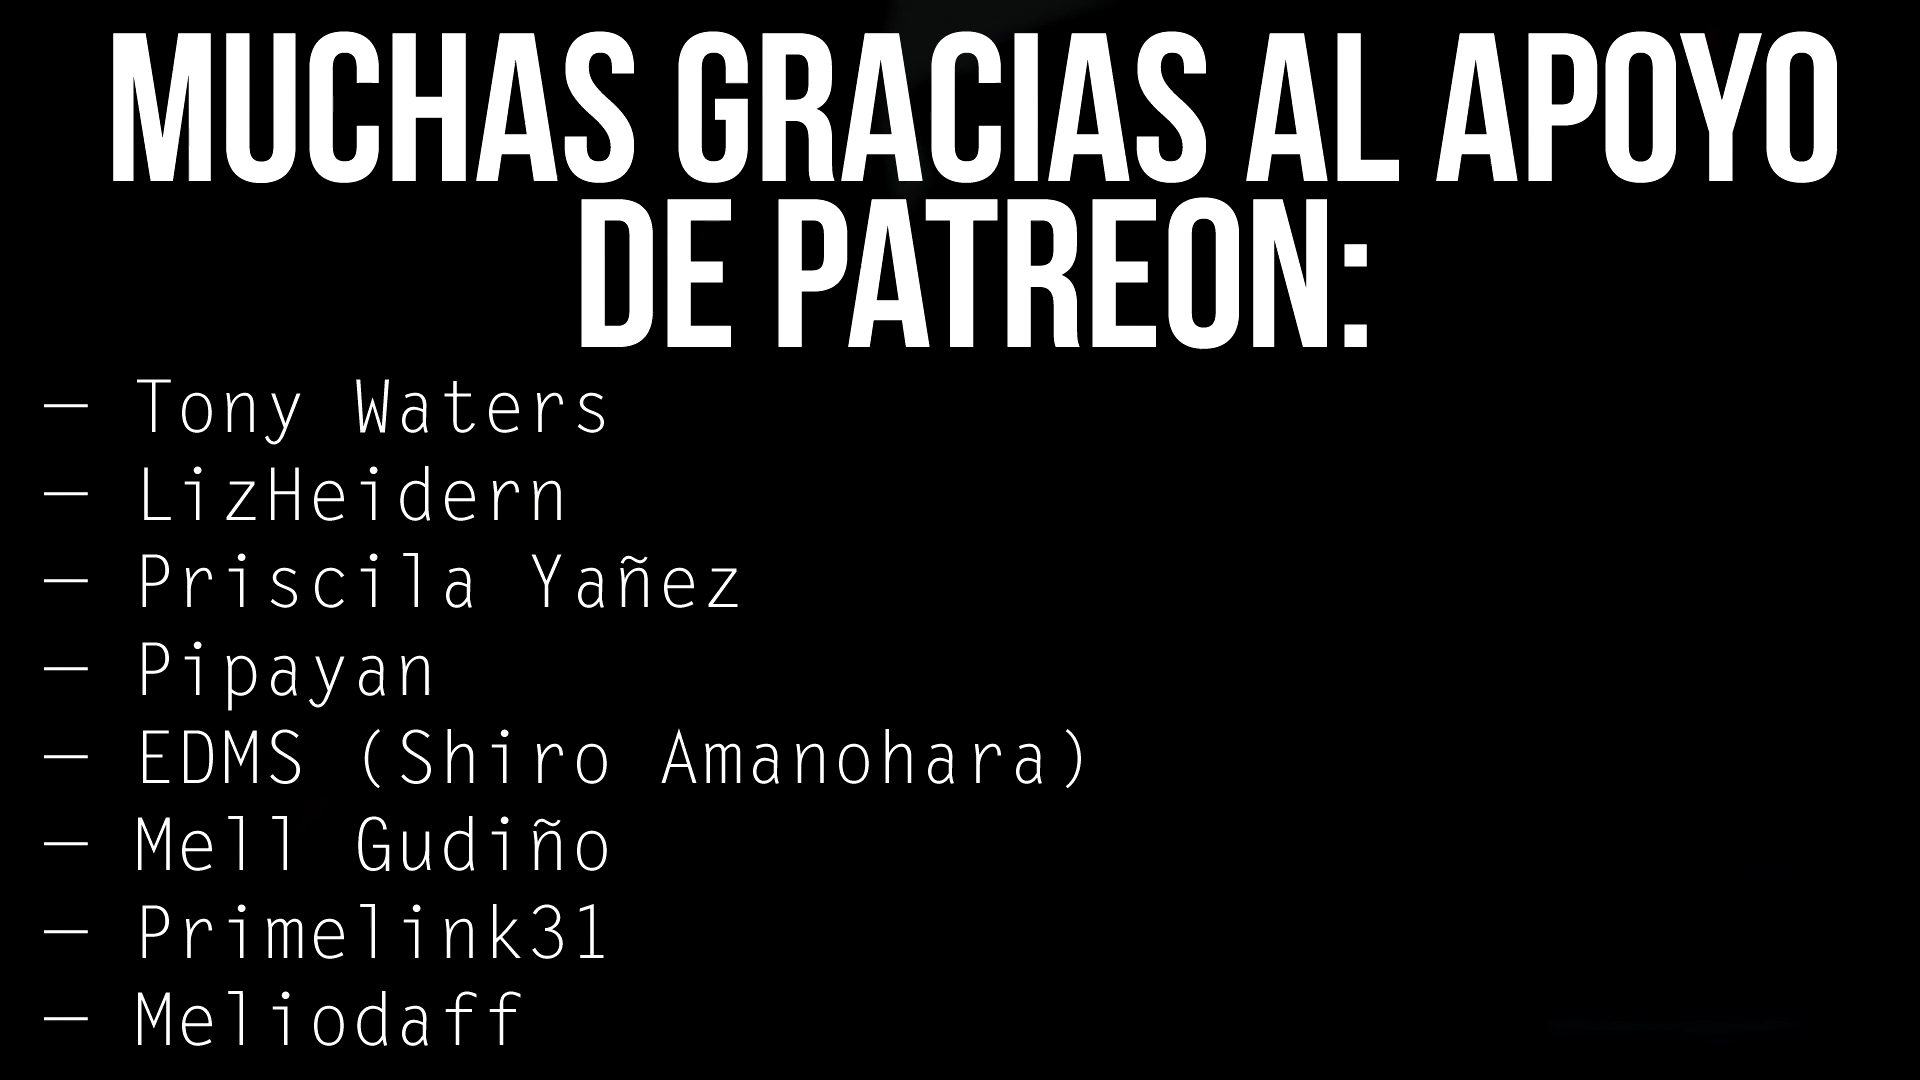 MUCHAS GRACIAS AL APOYO
DE PATREON:
— Tony Waters
— LizHeidern
— Priscila Yañez
— Pipayan
— EDMS (Shiro Amanohara)
— Mell Gudiño
— Primelink31
— Meliodaff